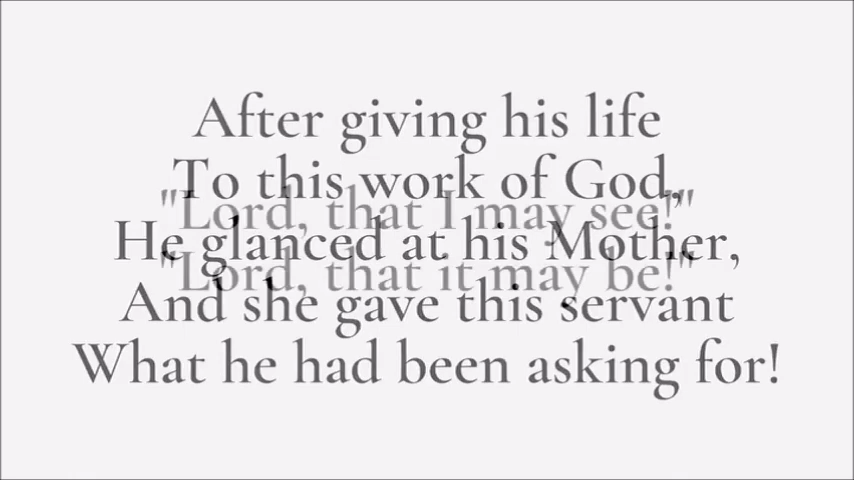 After giving his life
To this work of God,
"Lord, that I may see!"
He glanced at his Mother,
"Lord, that it may be!"
And she gave this servant
What he had been asking for!